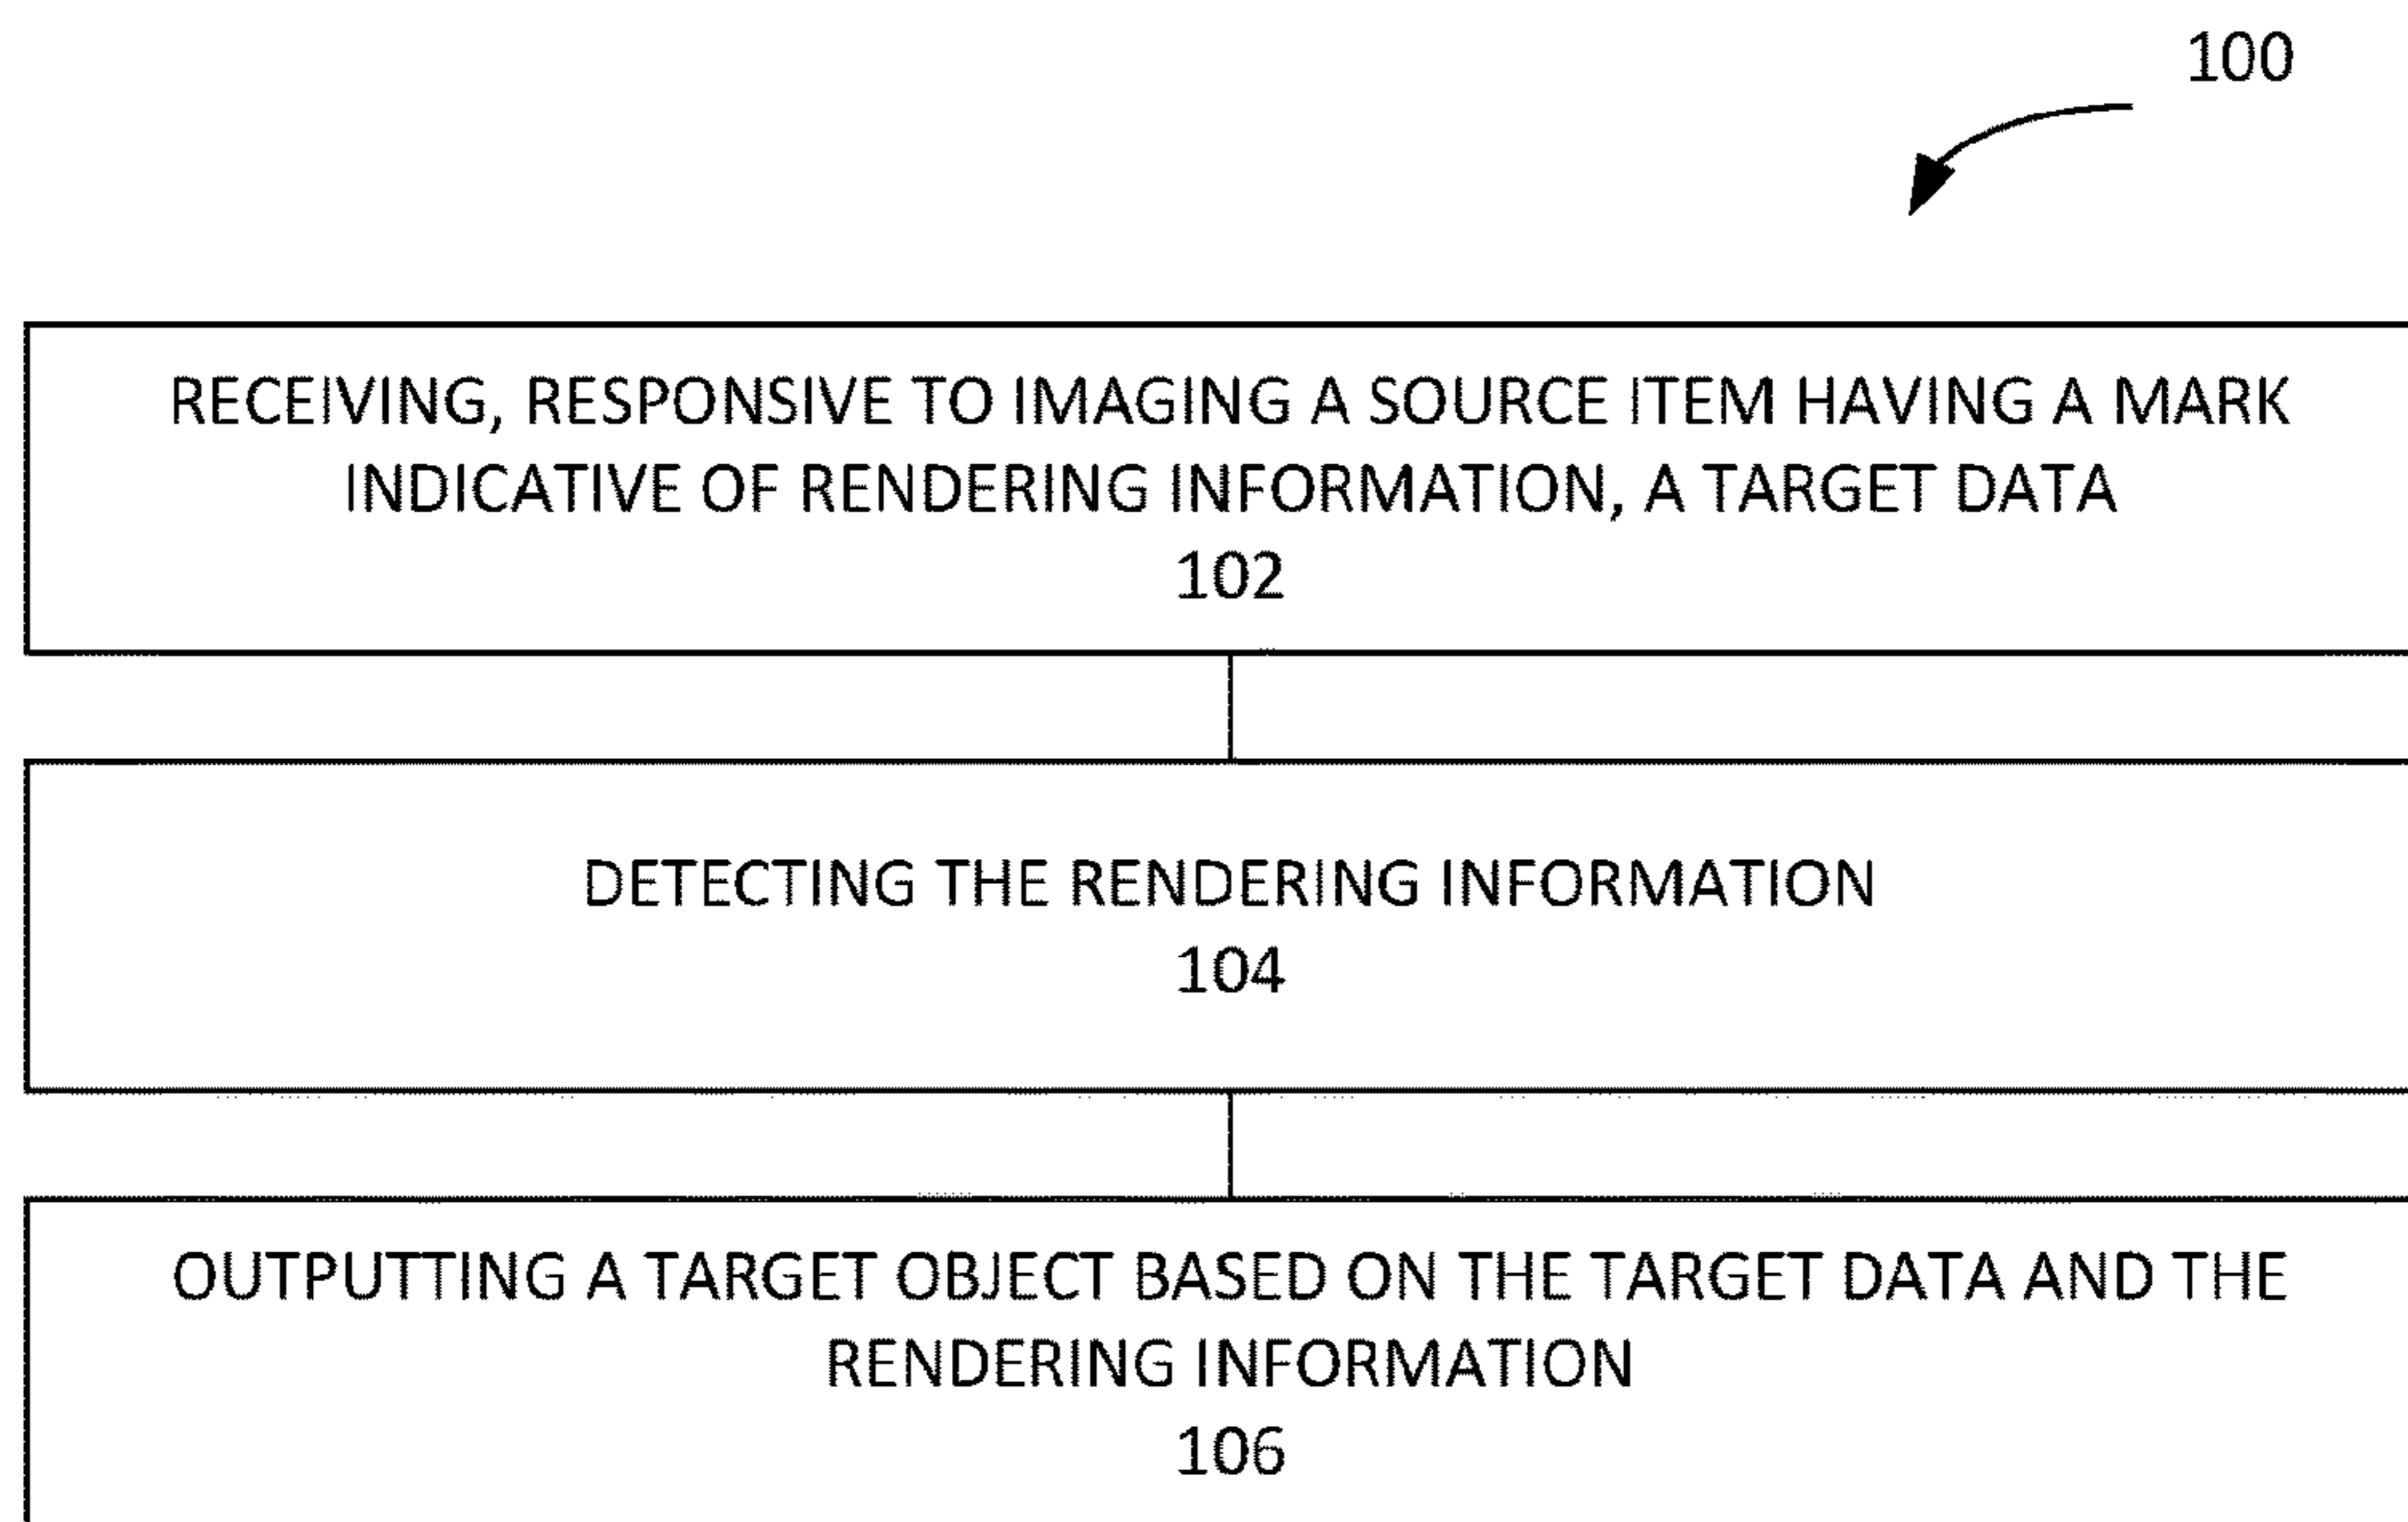 100
RECEIVING, RESPONSIVE TO IMAGING A SOURCE ITEM HAVING A MARK
INDICATIVE OF RENDERING INFORMATION, A TARGET DATA
102
DETECTING THE RENDERING INFORMATION
104
OUTPUTTING A TARGET OBJECT BASED ON THE TARGET DATA AND THE
RENDERING INFORMATION
106